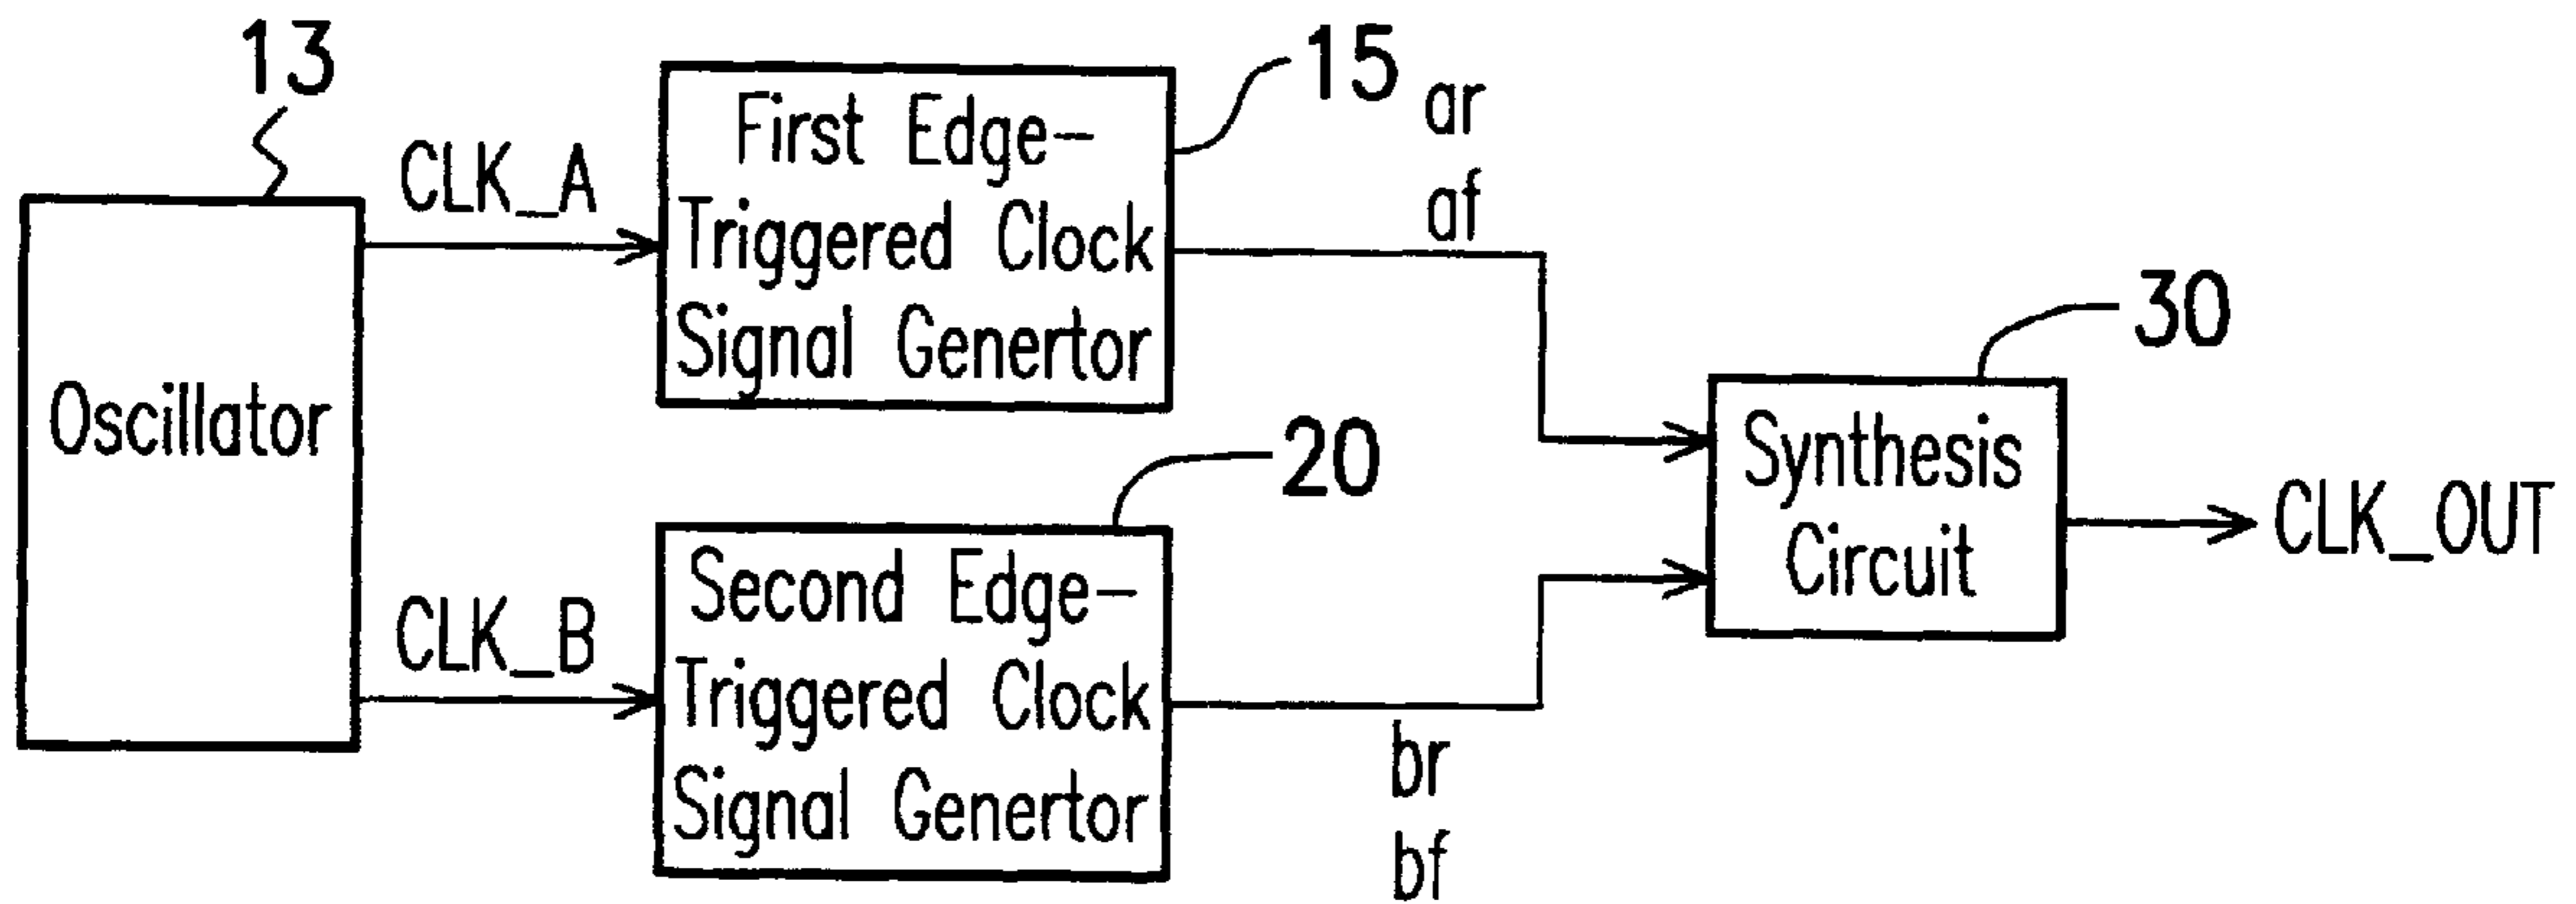 13
Oscillator
CLK_A
CLK_B
15
First Edge-
Triggered Clock
Signal Genertor
20
Second Edge-
Triggered Clock
Signal Genertor
ar
af
br
bf
30
Synthesis
Circuit
CLK_OUT